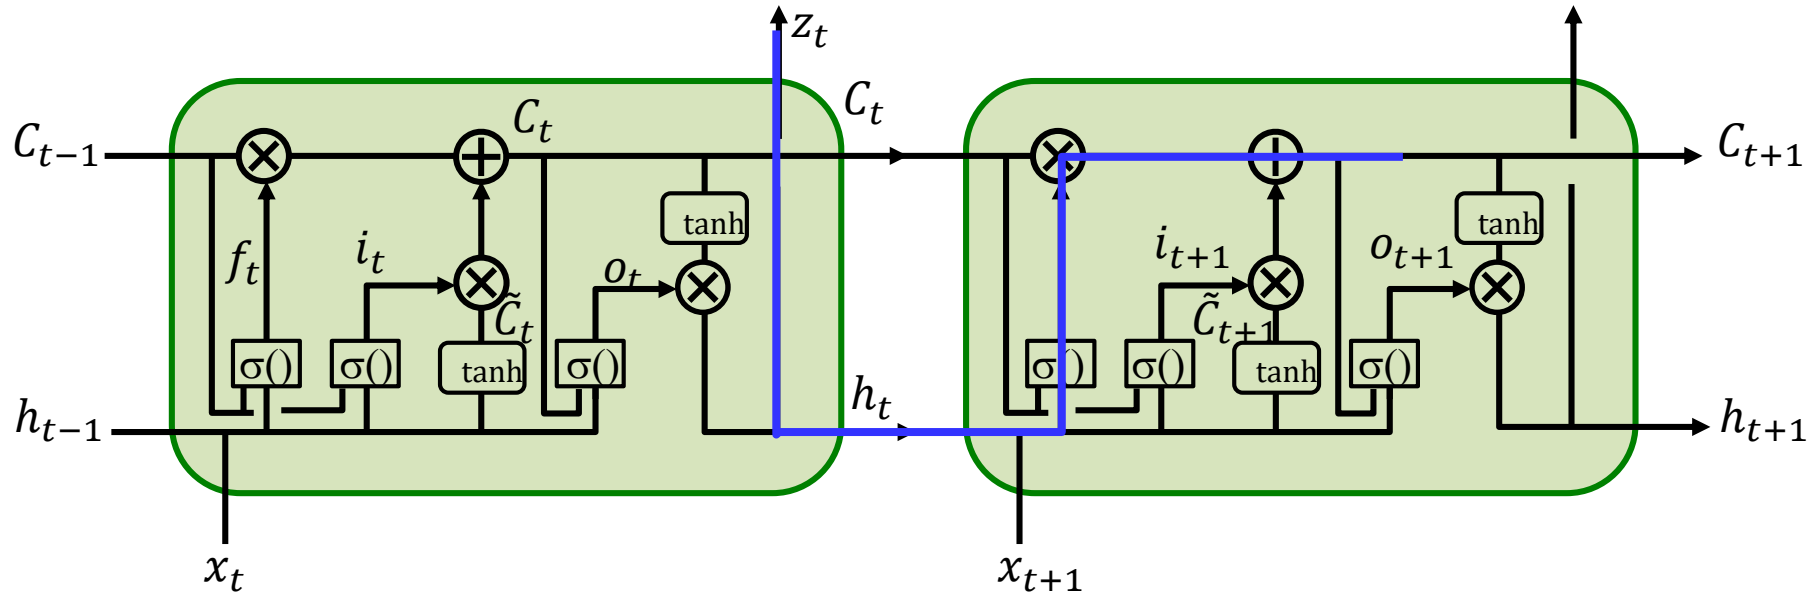 z_t
C_t
C_t
C_{t−1}
C_{t+1}
tanh
tanh
f_t
i_t
o_t
i_{t+1}
o_{t+1}
C̃_t
C̃_{t+1}
σ()
σ()
tanh
σ()
σ()
σ()
tanh
σ()
h_{t−1}
h_t
h_{t+1}
x_t
x_{t+1}